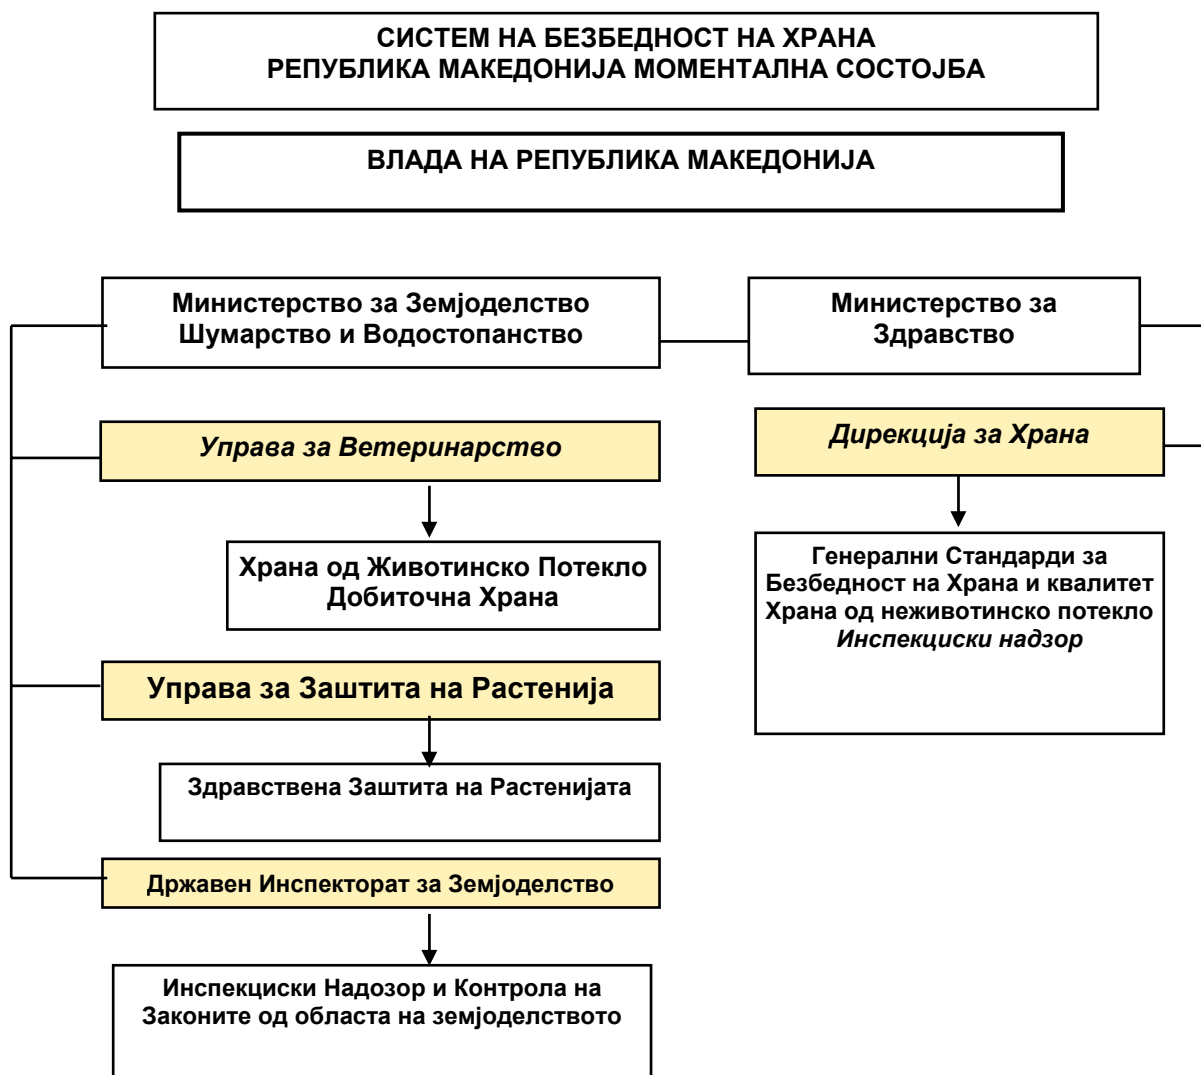 СИСТЕМ НА БЕЗБЕДНОСТ НА ХРАНА
РЕПУБЛИКА МАКЕДОНИЈА МОМЕНТАЛНА СОСТОЈБА
ВЛАДА НА РЕПУБЛИКА МАКЕДОНИЈА
Министерство за Земјоделство
Шумарство и Водостопанство
Министерство за
Здравство
Управа за Ветеринарство
Дирекција за Храна
Храна од Животинско Потекло
Добиточна Храна
Генерални Стандарди за
Безбедност на Храна и квалитет
Храна од неживотинско потекло
Инспекциски надзор
Управа за Заштита на Растенија
Здравствена Заштита на Растенијата
Државен Инспекторат за Земјоделство
Инспекциски Надозор и Контрола на
Законите од област на земјоделството